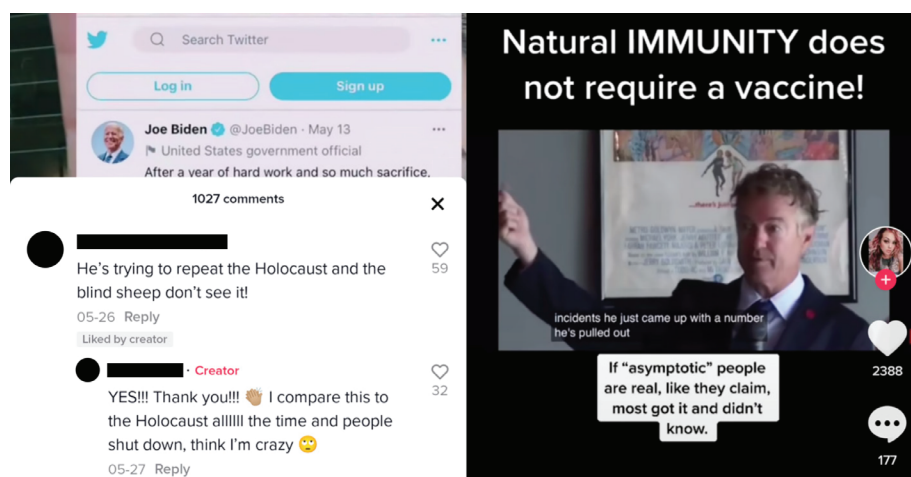 Search Twitter
Log in
Sign up
Joe Biden @JoeBiden · May 13
United States government official
After a year of hard work and so much sacrifice,
1027 comments
He's trying to repeat the Holocaust and the
blind sheep don't see it!
59
05-26 Reply
Liked by creator
· Creator
YES!!! Thank you!!! 👏🏼 I compare this to
the Holocaust allllll the time and people
shut down, think I'm crazy 🙄
32
05-27 Reply
Natural IMMUNITY does
not require a vaccine!
incidents he just came up with a number
he's pulled out
If “asymptotic” people
are real, like they claim,
most got it and didn't
know.
2388
177